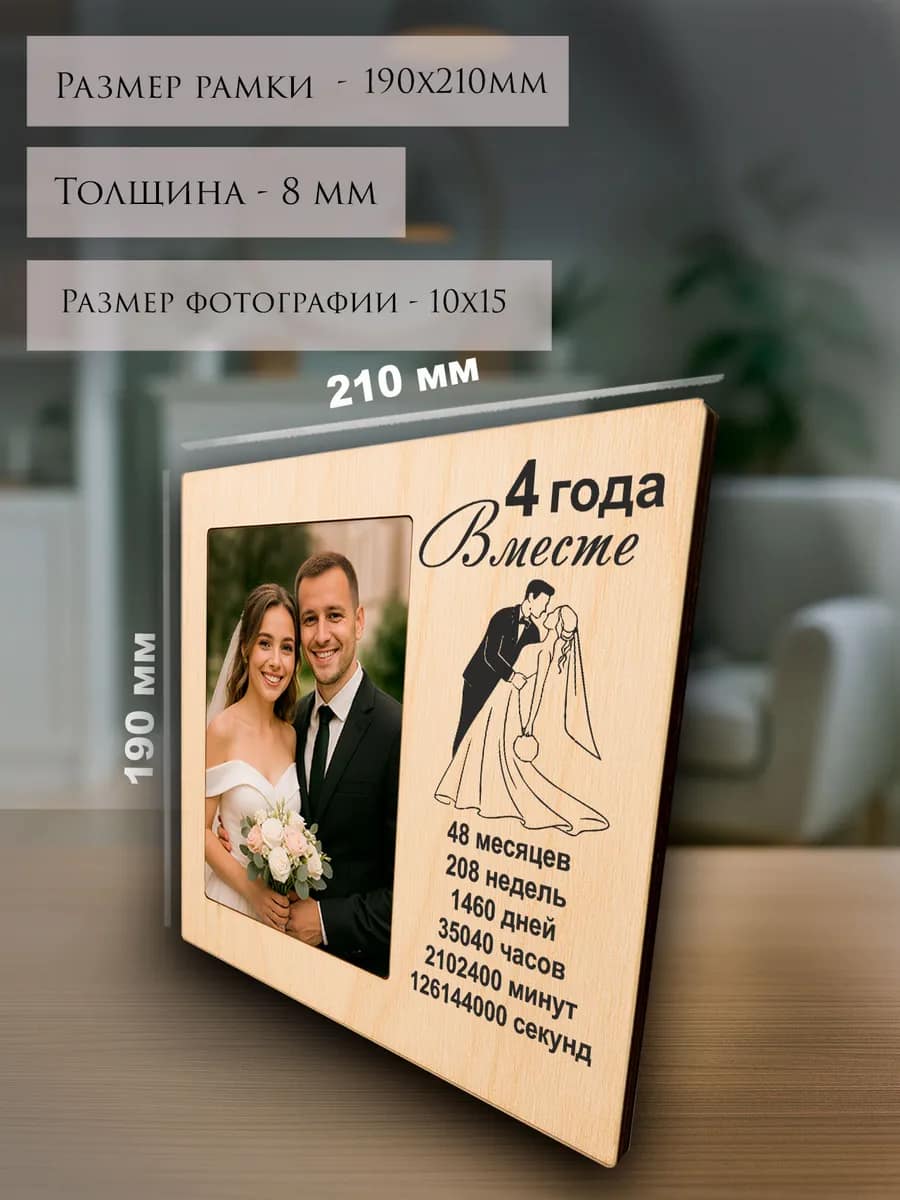 Размер рамки - 190х210мм
Толщина - 8 мм
Размер фотографии - 10х15
210 мм
190 мм
4 года
Вместе
48 месяцев
208 недель
1460 дней
35040 часов
2102400 минут
126144000 секунд